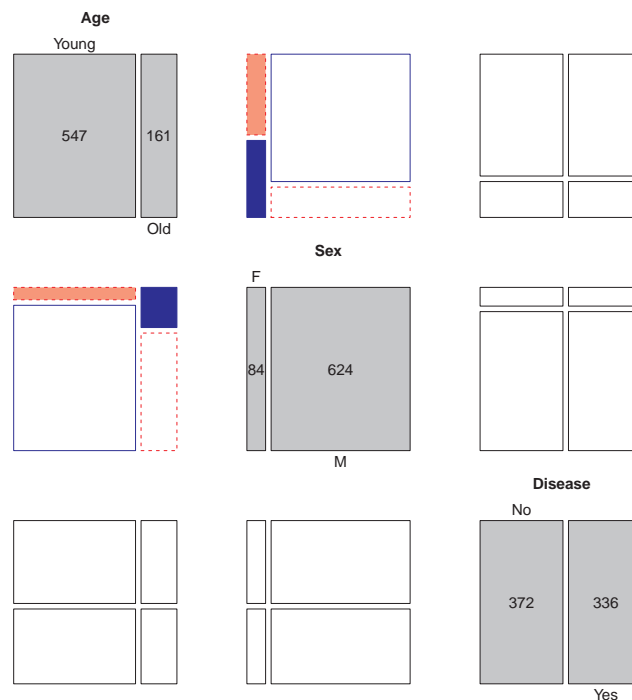 Age
Young
547
161
Old
Sex
F
84
624
M
Disease
No
372
336
Yes